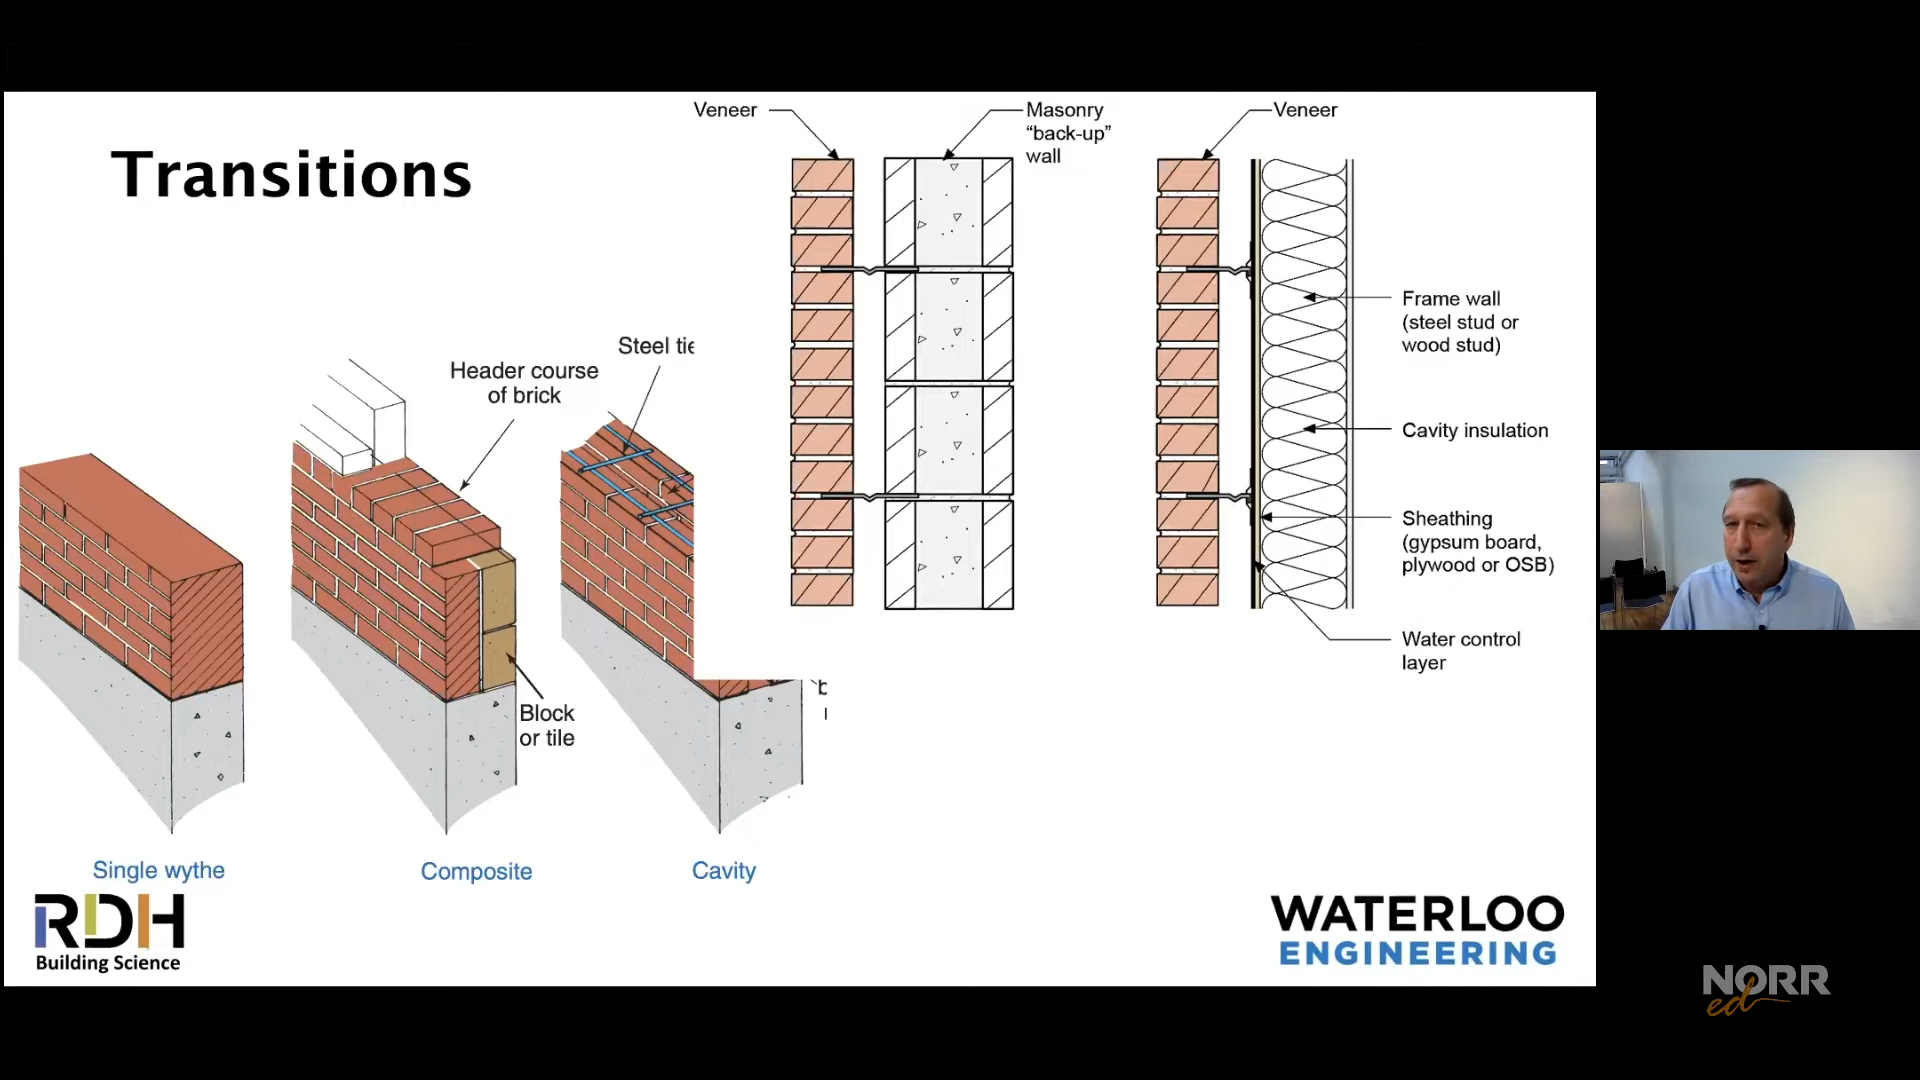 Transitions
Veneer
Masonry
“back-up”
wall
Veneer
Frame wall
(steel stud or
wood stud)
Cavity insulation
Sheathing
(gypsum board,
plywood or OSB)
Water control
layer
Steel tie
Header course
of brick
Block
or tile
b
Single wythe
Composite
Cavity
RDH
Building Science
WATERLOO
ENGINEERING
NORR
ed